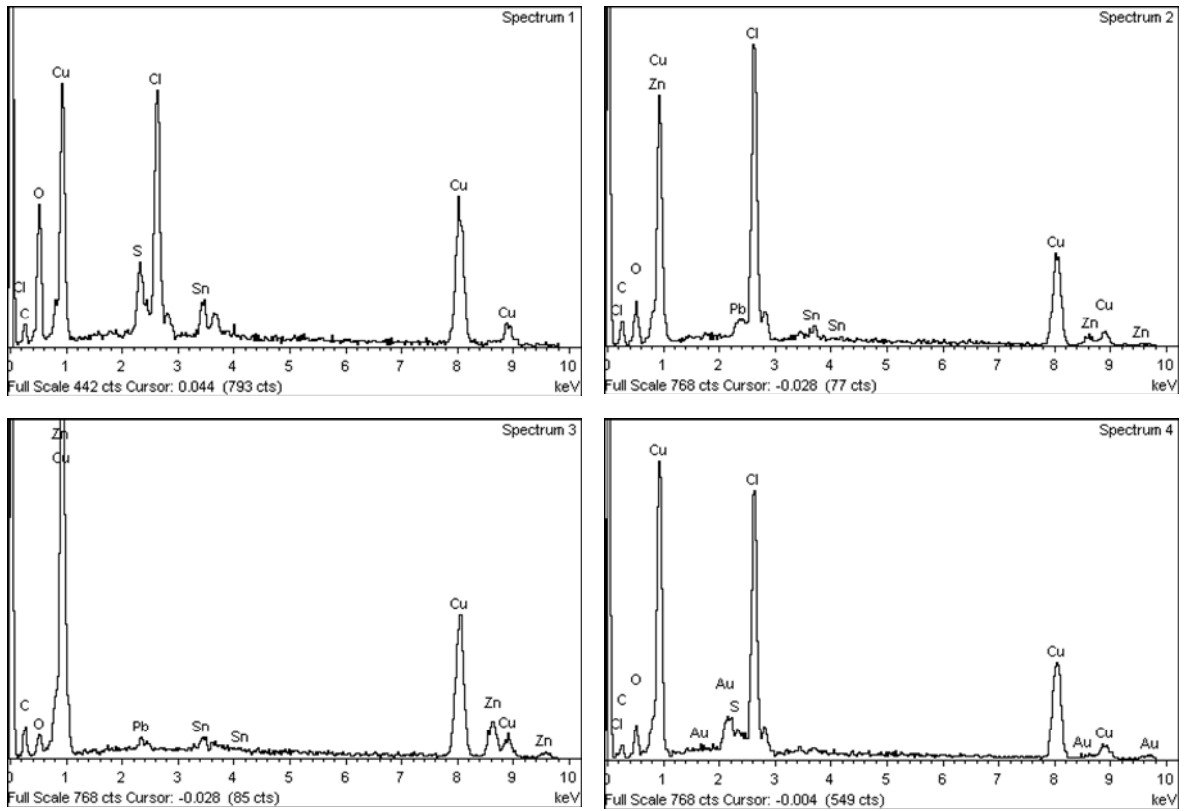 Spectrum 1
Cu
Cl
Cu
O
S
Sn
Cl
C
Cu
0 1 2 3 4 5 6 7 8 9 10
Full Scale 442 cts Cursor: 0.044 (793 cts) keV
Spectrum 2
Cl
Cu
Zn
Cu
O
C
Cl
Pb
Sn
Sn
Cu
Zn
Zn
0 1 2 3 4 5 6 7 8 9 10
Full Scale 768 cts Cursor: -0.028 (77 cts) keV
Spectrum 3
Zn
Cu
Cu
C
O
Pb
Sn
Sn
Zn
Cu
Zn
0 1 2 3 4 5 6 7 8 9 10
Full Scale 768 cts Cursor: -0.028 (85 cts) keV
Spectrum 4
Cu
Cl
Cu
O
C
Cl
Au
S
Au
Cu
Au
Au
0 1 2 3 4 5 6 7 8 9 10
Full Scale 768 cts Cursor: -0.004 (549 cts) keV